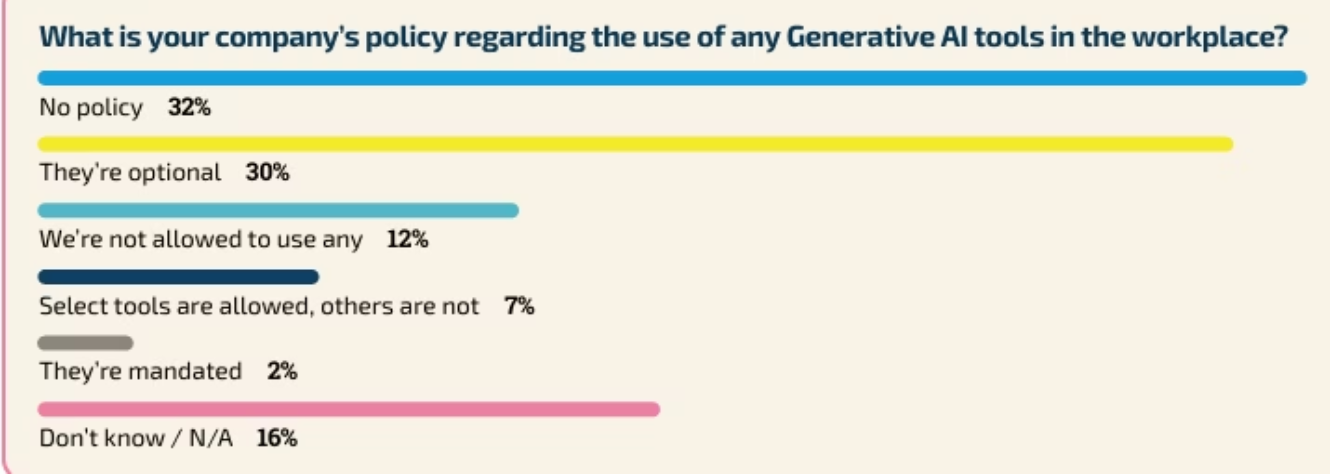 What is your company's policy regarding the use of any Generative AI tools in the workplace?
No policy 32%
They're optional 30%
We're not allowed to use any 12%
Select tools are allowed, others are not 7%
They're mandated 2%
Don't know / N/A 16%